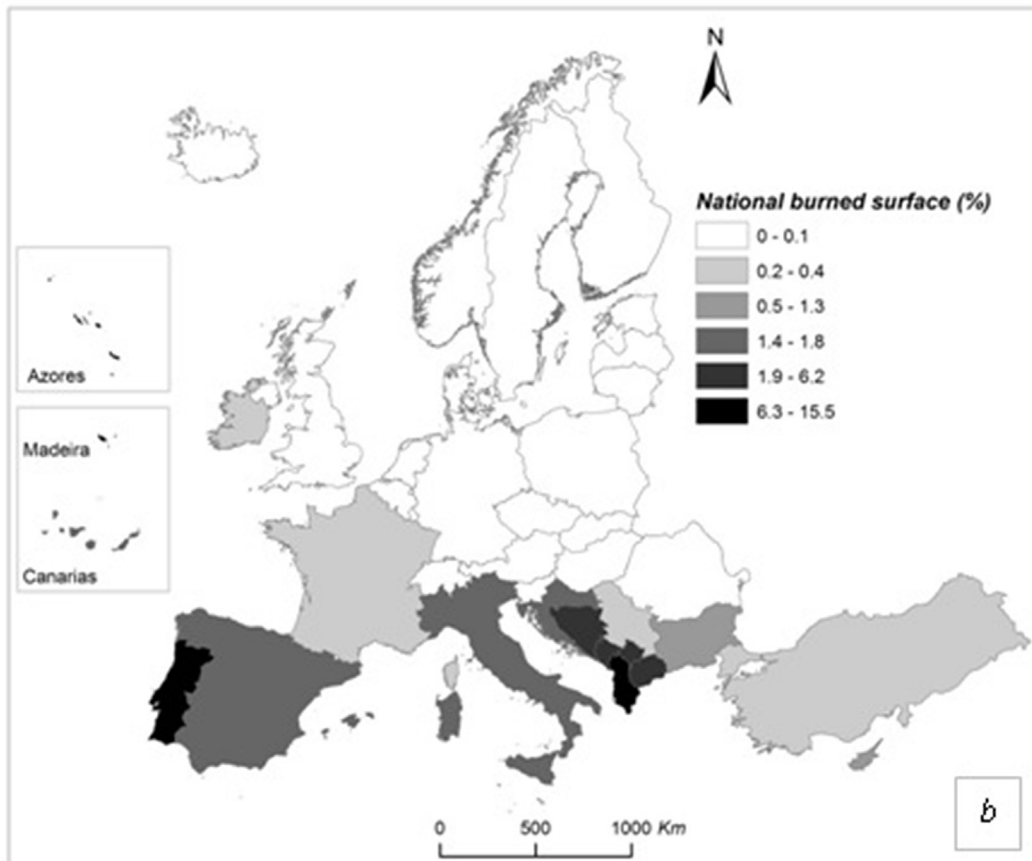 N
National burned surface (%)
0 - 0.1
0.2 - 0.4
0.5 - 1.3
1.4 - 1.8
1.9 - 6.2
6.3 - 15.5
Azores
Madeira
Canarias
0 500 1000 Km
b